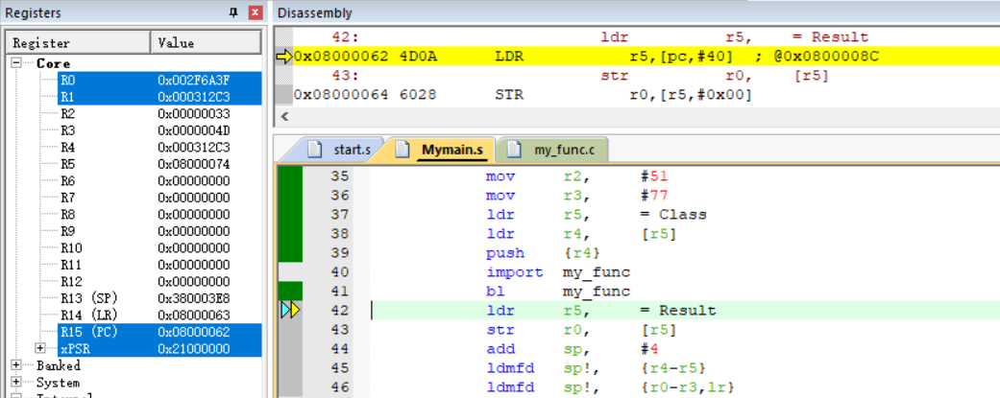 Registers
Register Value
Core
R0 0x002F6A3F
R1 0x000312C3
R2 0x00000033
R3 0x0000004D
R4 0x000312C3
R5 0x08000074
R6 0x00000000
R7 0x00000000
R8 0x00000000
R9 0x00000000
R10 0x00000000
R11 0x00000000
R12 0x00000000
R13 (SP) 0x380003E8
R14 (LR) 0x08000063
R15 (PC) 0x08000062
xPSR 0x21000000
Banked
System
Disassembly
42: ldr r5, = Result
0x08000062 4D0A LDR r5,[pc,#40] ; @0x0800008C
43: str r0, [r5]
0x08000064 6028 STR r0,[r5,#0x00]
start.s Mymain.s my_func.c
35 mov r2, #51
36 mov r3, #77
37 ldr r5, = Class
38 ldr r4, [r5]
39 push {r4}
40 import my_func
41 bl my_func
42 ldr r5, = Result
43 str r0, [r5]
44 add sp, #4
45 ldmfd sp!, {r4-r5}
46 ldmfd sp!, {r0-r3,lr}